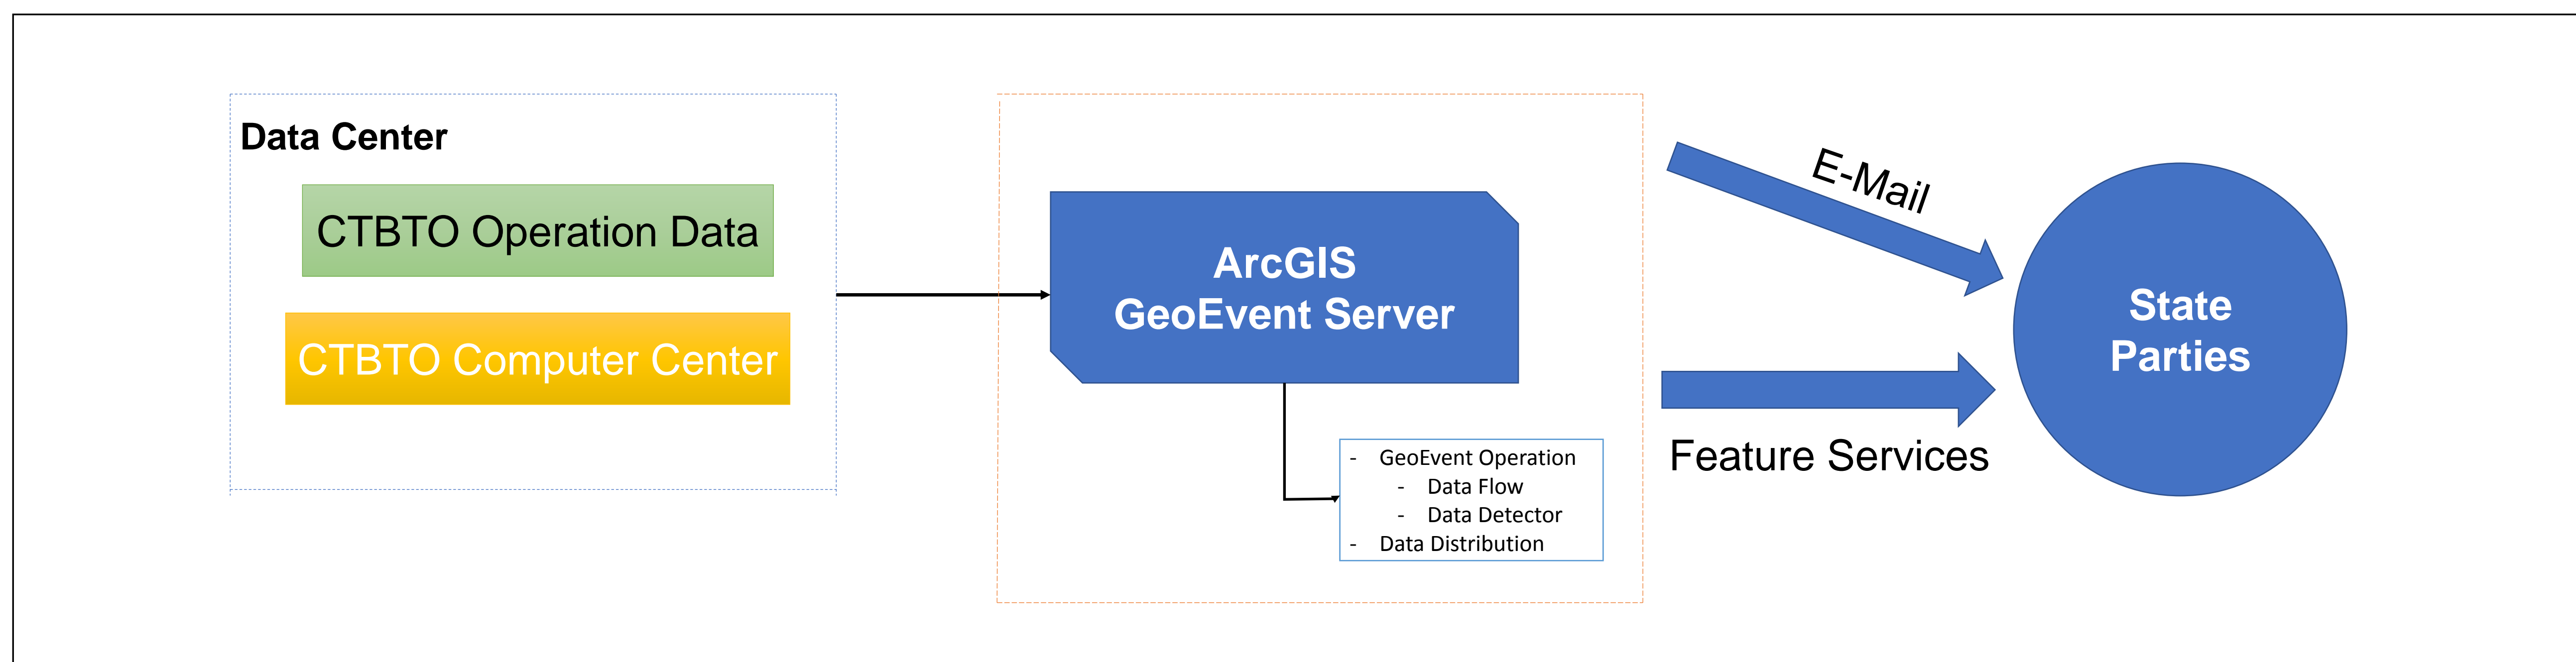 Data Center
CTBTO Operation Data
CTBTO Computer Center
ArcGIS
GeoEvent Server
- GeoEvent Operation
- Data Flow
- Data Detector
- Data Distribution
E-Mail
Feature Services
State
Parties